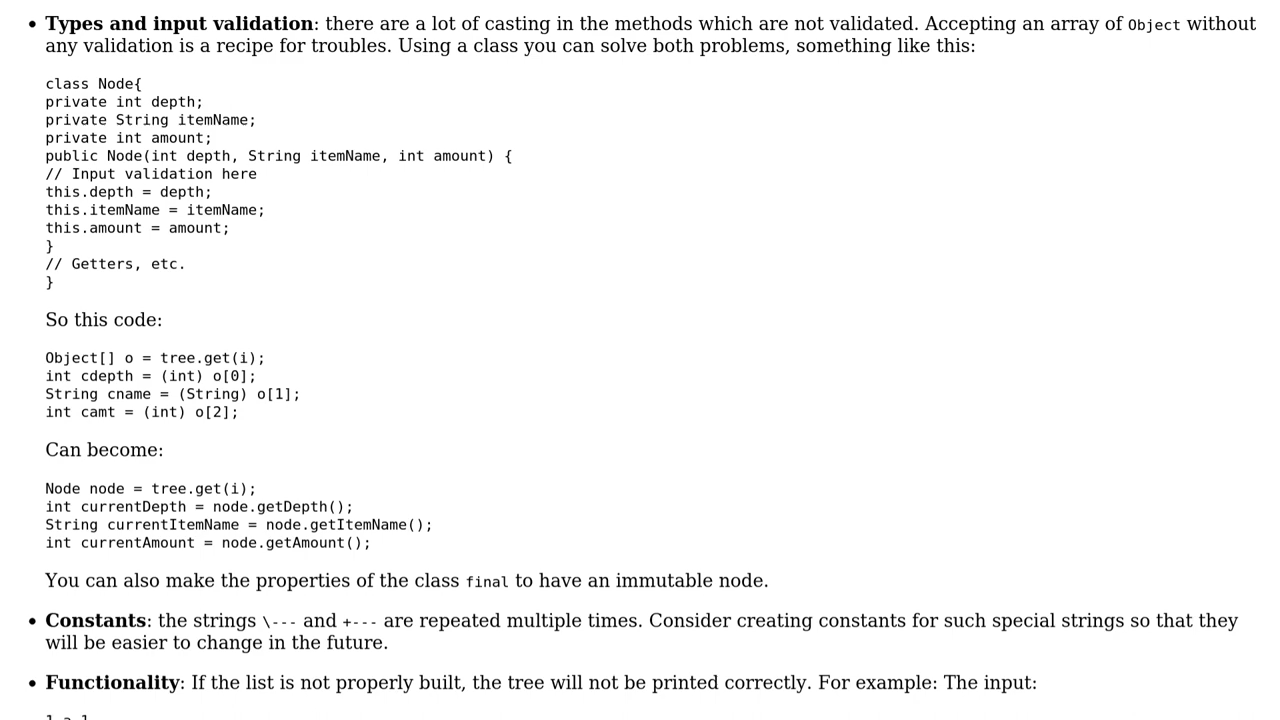 • Types and input validation: there are a lot of casting in the methods which are not validated. Accepting an array of Object without
any validation is a recipe for troubles. Using a class you can solve both problems, something like this:
class Node{
private int depth;
private String itemName;
private int amount;
public Node(int depth, String itemName, int amount) {
// Input validation here
this.depth = depth;
this.itemName = itemName;
this.amount = amount;
}
// Getters, etc.
}
So this code:
Object[] o = tree.get(i);
int cdepth = (int) o[0];
String cname = (String) o[1];
int camt = (int) o[2];
Can become:
Node node = tree.get(i);
int currentDepth = node.getDepth();
String currentItemName = node.getItemName();
int currentAmount = node.getAmount();
You can also make the properties of the class final to have an immutable node.
• Constants: the strings \--- and +--- are repeated multiple times. Consider creating constants for such special strings so that they
will be easier to change in the future.
• Functionality: If the list is not properly built, the tree will not be printed correctly. For example: The input: